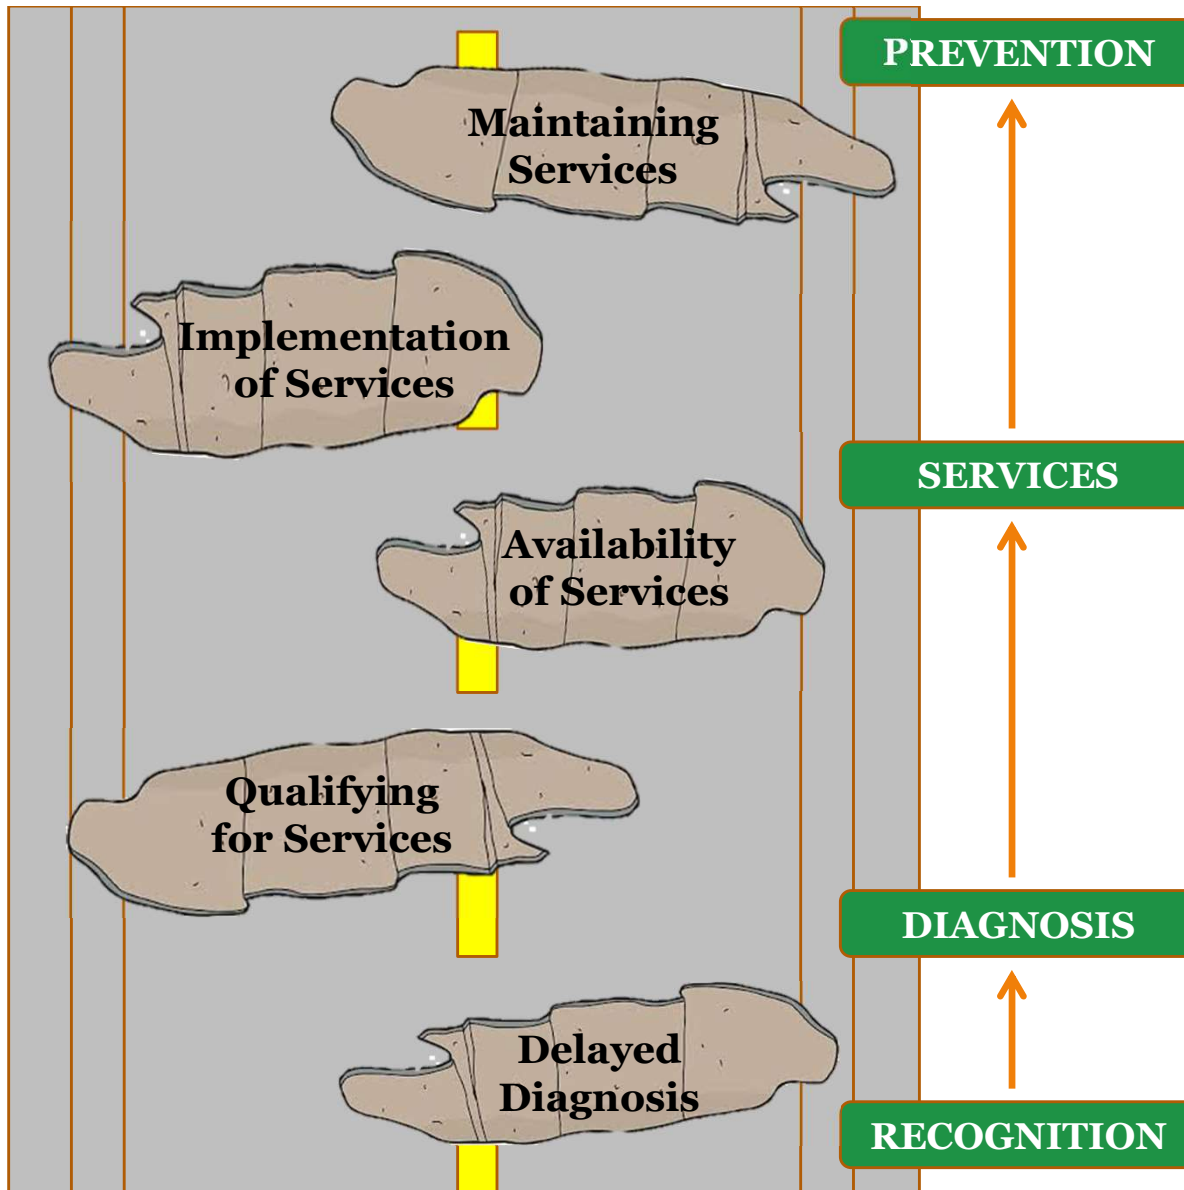 PREVENTION
Maintaining
Services
Implementation
of Services
SERVICES
Availability
of Services
Qualifying
for Services
DIAGNOSIS
Delayed
Diagnosis
RECOGNITION